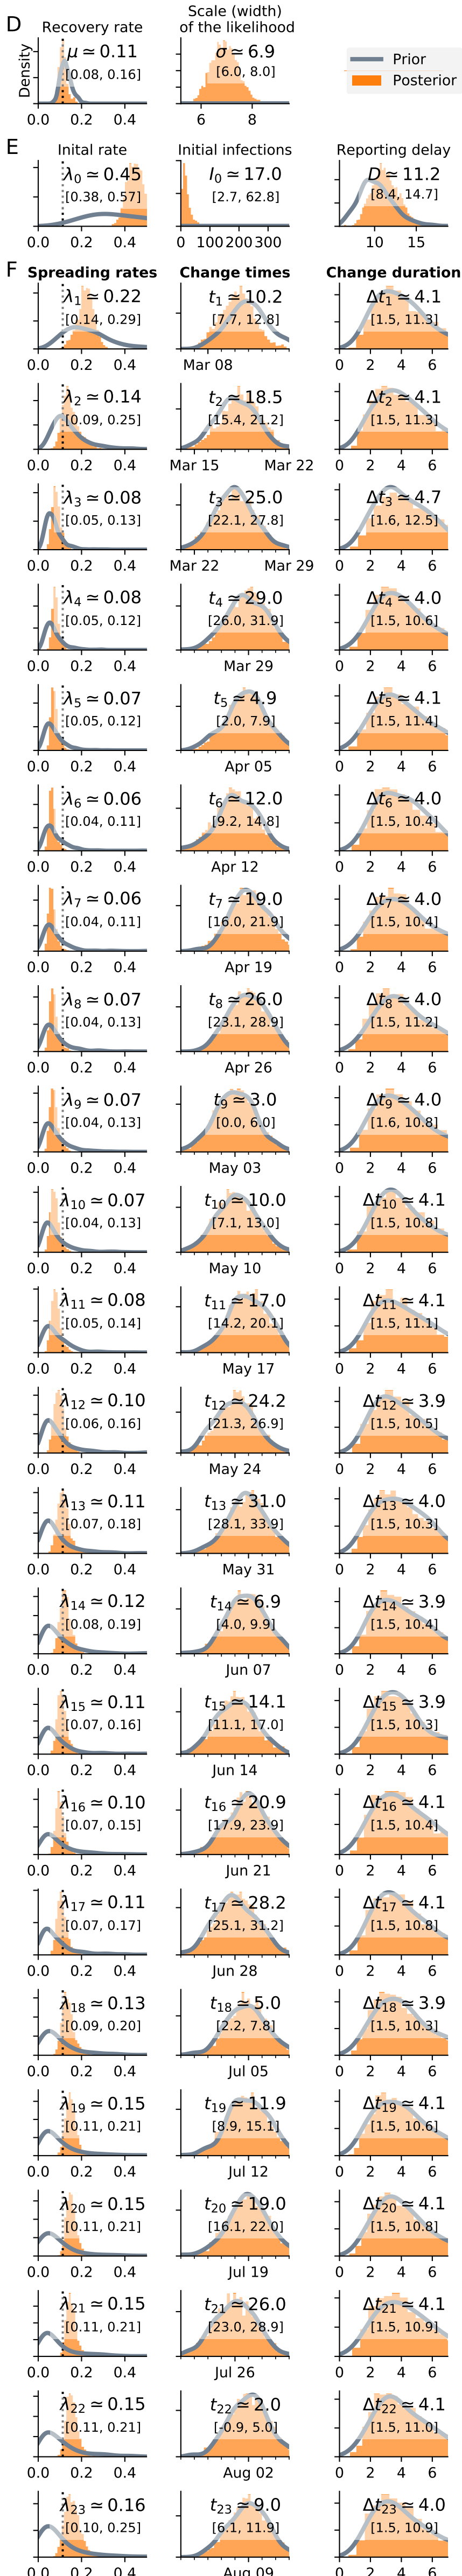 D
Recovery rate
Scale (width)
of the likelihood
Density
μ ≃ 0.11
[0.08, 0.16]
σ ≃ 6.9
[6.0, 8.0]
Prior
Posterior
0.0 0.2 0.4
6 8
E
Inital rate
Initial infections
Reporting delay
λ0 ≃ 0.45
[0.38, 0.57]
I0 ≃ 17.0
[2.7, 62.8]
D ≃ 11.2
[8.4, 14.7]
0.0 0.2 0.4
0 100 200 300
10 15
F
Spreading rates Change times Change duration
λ1 ≃ 0.22 t1 ≃ 10.2 Δt1 ≃ 4.1
[0.14, 0.29] [7.7, 12.8] [1.5, 11.3]
0.0 0.2 0.4 Mar 08 0 2 4 6
λ2 ≃ 0.14 t2 ≃ 18.5 Δt2 ≃ 4.1
[0.09, 0.25] [15.4, 21.2] [1.5, 11.3]
0.0 0.2 0.4 Mar 15 Mar 22 0 2 4 6
λ3 ≃ 0.08 t3 ≃ 25.0 Δt3 ≃ 4.7
[0.05, 0.13] [22.1, 27.8] [1.6, 12.5]
0.0 0.2 0.4 Mar 22 Mar 29 0 2 4 6
λ4 ≃ 0.08 t4 ≃ 29.0 Δt4 ≃ 4.0
[0.05, 0.12] [26.0, 31.9] [1.5, 10.6]
0.0 0.2 0.4 Mar 29 0 2 4 6
λ5 ≃ 0.07 t5 ≃ 4.9 Δt5 ≃ 4.1
[0.05, 0.12] [2.0, 7.9] [1.5, 11.4]
0.0 0.2 0.4 Apr 05 0 2 4 6
λ6 ≃ 0.06 t6 ≃ 12.0 Δt6 ≃ 4.0
[0.04, 0.11] [9.2, 14.8] [1.5, 10.4]
0.0 0.2 0.4 Apr 12 0 2 4 6
λ7 ≃ 0.06 t7 ≃ 19.0 Δt7 ≃ 4.0
[0.04, 0.11] [16.0, 21.9] [1.5, 10.4]
0.0 0.2 0.4 Apr 19 0 2 4 6
λ8 ≃ 0.07 t8 ≃ 26.0 Δt8 ≃ 4.0
[0.04, 0.13] [23.1, 28.9] [1.5, 11.2]
0.0 0.2 0.4 Apr 26 0 2 4 6
λ9 ≃ 0.07 t9 ≃ 3.0 Δt9 ≃ 4.0
[0.04, 0.13] [0.0, 6.0] [1.6, 10.8]
0.0 0.2 0.4 May 03 0 2 4 6
λ10 ≃ 0.07 t10 ≃ 10.0 Δt10 ≃ 4.1
[0.04, 0.13] [7.1, 13.0] [1.5, 10.8]
0.0 0.2 0.4 May 10 0 2 4 6
λ11 ≃ 0.08 t11 ≃ 17.0 Δt11 ≃ 4.1
[0.05, 0.14] [14.2, 20.1] [1.5, 11.1]
0.0 0.2 0.4 May 17 0 2 4 6
λ12 ≃ 0.10 t12 ≃ 24.2 Δt12 ≃ 3.9
[0.06, 0.16] [21.3, 26.9] [1.5, 10.5]
0.0 0.2 0.4 May 24 0 2 4 6
λ13 ≃ 0.11 t13 ≃ 31.0 Δt13 ≃ 4.0
[0.07, 0.18] [28.1, 33.9] [1.5, 10.3]
0.0 0.2 0.4 May 31 0 2 4 6
λ14 ≃ 0.12 t14 ≃ 6.9 Δt14 ≃ 3.9
[0.08, 0.19] [4.0, 9.9] [1.5, 10.4]
0.0 0.2 0.4 Jun 07 0 2 4 6
λ15 ≃ 0.11 t15 ≃ 14.1 Δt15 ≃ 3.9
[0.07, 0.16] [11.1, 17.0] [1.5, 10.3]
0.0 0.2 0.4 Jun 14 0 2 4 6
λ16 ≃ 0.10 t16 ≃ 20.9 Δt16 ≃ 4.1
[0.07, 0.15] [17.9, 23.9] [1.5, 10.4]
0.0 0.2 0.4 Jun 21 0 2 4 6
λ17 ≃ 0.11 t17 ≃ 28.2 Δt17 ≃ 4.1
[0.07, 0.17] [25.1, 31.2] [1.5, 10.8]
0.0 0.2 0.4 Jun 28 0 2 4 6
λ18 ≃ 0.13 t18 ≃ 5.0 Δt18 ≃ 3.9
[0.09, 0.20] [2.2, 7.8] [1.5, 10.3]
0.0 0.2 0.4 Jul 05 0 2 4 6
λ19 ≃ 0.15 t19 ≃ 11.9 Δt19 ≃ 4.1
[0.11, 0.21] [8.9, 15.1] [1.5, 10.6]
0.0 0.2 0.4 Jul 12 0 2 4 6
λ20 ≃ 0.15 t20 ≃ 19.0 Δt20 ≃ 4.1
[0.11, 0.21] [16.1, 22.0] [1.5, 10.8]
0.0 0.2 0.4 Jul 19 0 2 4 6
λ21 ≃ 0.15 t21 ≃ 26.0 Δt21 ≃ 4.1
[0.11, 0.21] [23.0, 28.9] [1.5, 10.9]
0.0 0.2 0.4 Jul 26 0 2 4 6
λ22 ≃ 0.15 t22 ≃ 2.0 Δt22 ≃ 4.1
[0.11, 0.21] [-0.9, 5.0] [1.5, 11.0]
0.0 0.2 0.4 Aug 02 0 2 4 6
λ23 ≃ 0.16 t23 ≃ 9.0 Δt23 ≃ 4.0
[0.10, 0.25] [6.1, 11.9] [1.5, 10.9]
0.0 0.2 0.4 Aug 09 0 2 4 6